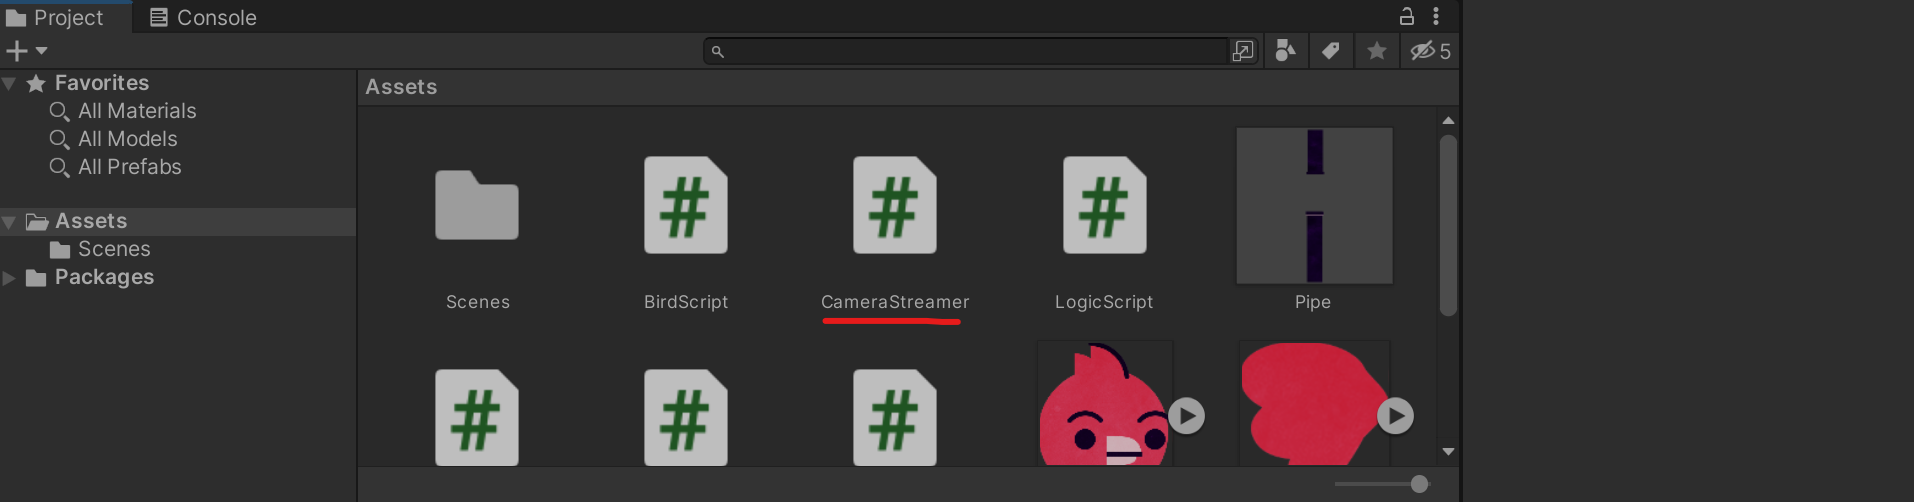 Project
Console
5
Favorites
All Materials
All Models
All Prefabs
Assets
Scenes
Packages
Assets
Scenes
BirdScript
CameraStreamer
LogicScript
Pipe
#
#
#
#
#
#